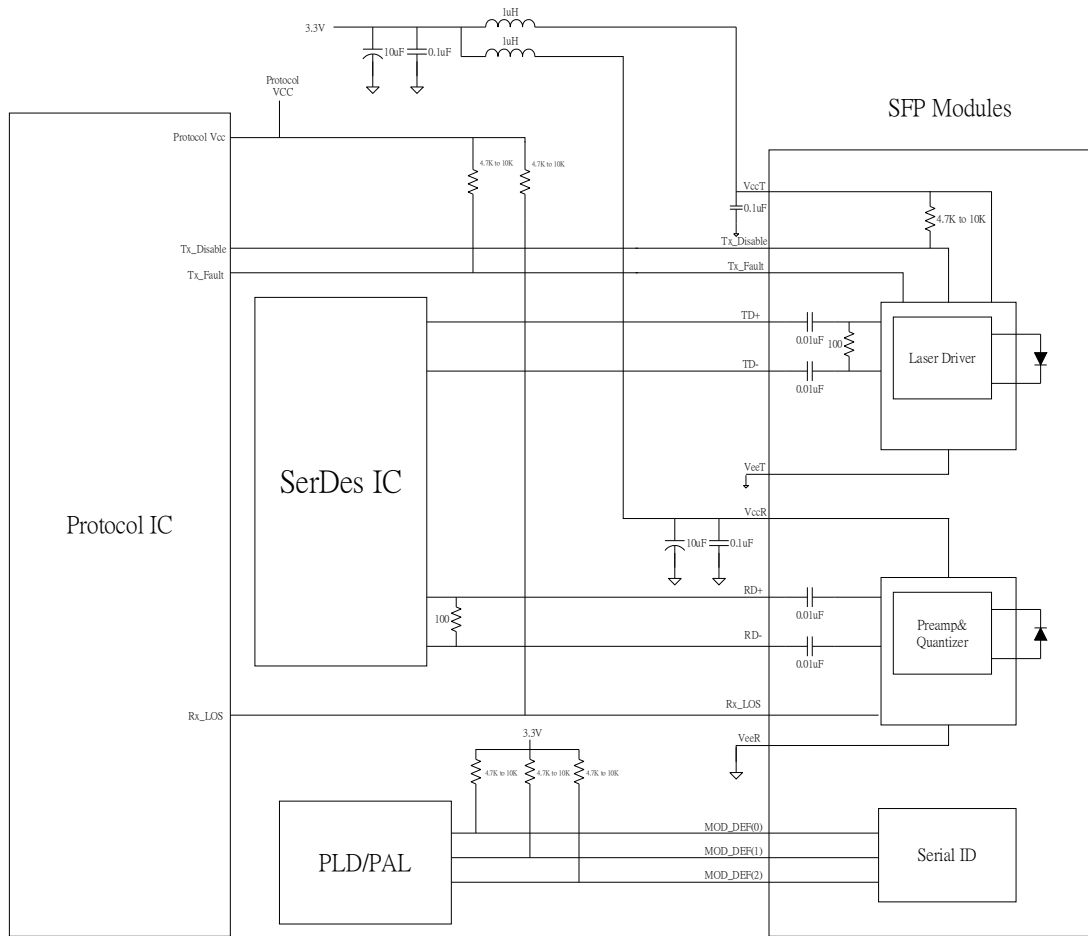 1uH
3.3V
10uF
0.1uF
1uH
Protocol
VCC
SFP Modules
Protocol Vcc
4.7K to 10K
4.7K to 10K
VccT
0.1uF
4.7K to 10K
Tx_Disable
Tx_Disable
Tx_Fault
Tx_Fault
TD+
0.01uF
100
Laser Driver
TD-
0.01uF
SerDes IC
VeeT
Protocol IC
VccR
10uF
0.1uF
RD+
0.01uF
100
Preamp&
Quantizer
RD-
0.01uF
Rx_LOS
Rx_LOS
3.3V
VeeR
4.7K to 10K
4.7K to 10K
4.7K to 10K
MOD_DEF(0)
PLD/PAL
MOD_DEF(1)
Serial ID
MOD_DEF(2)